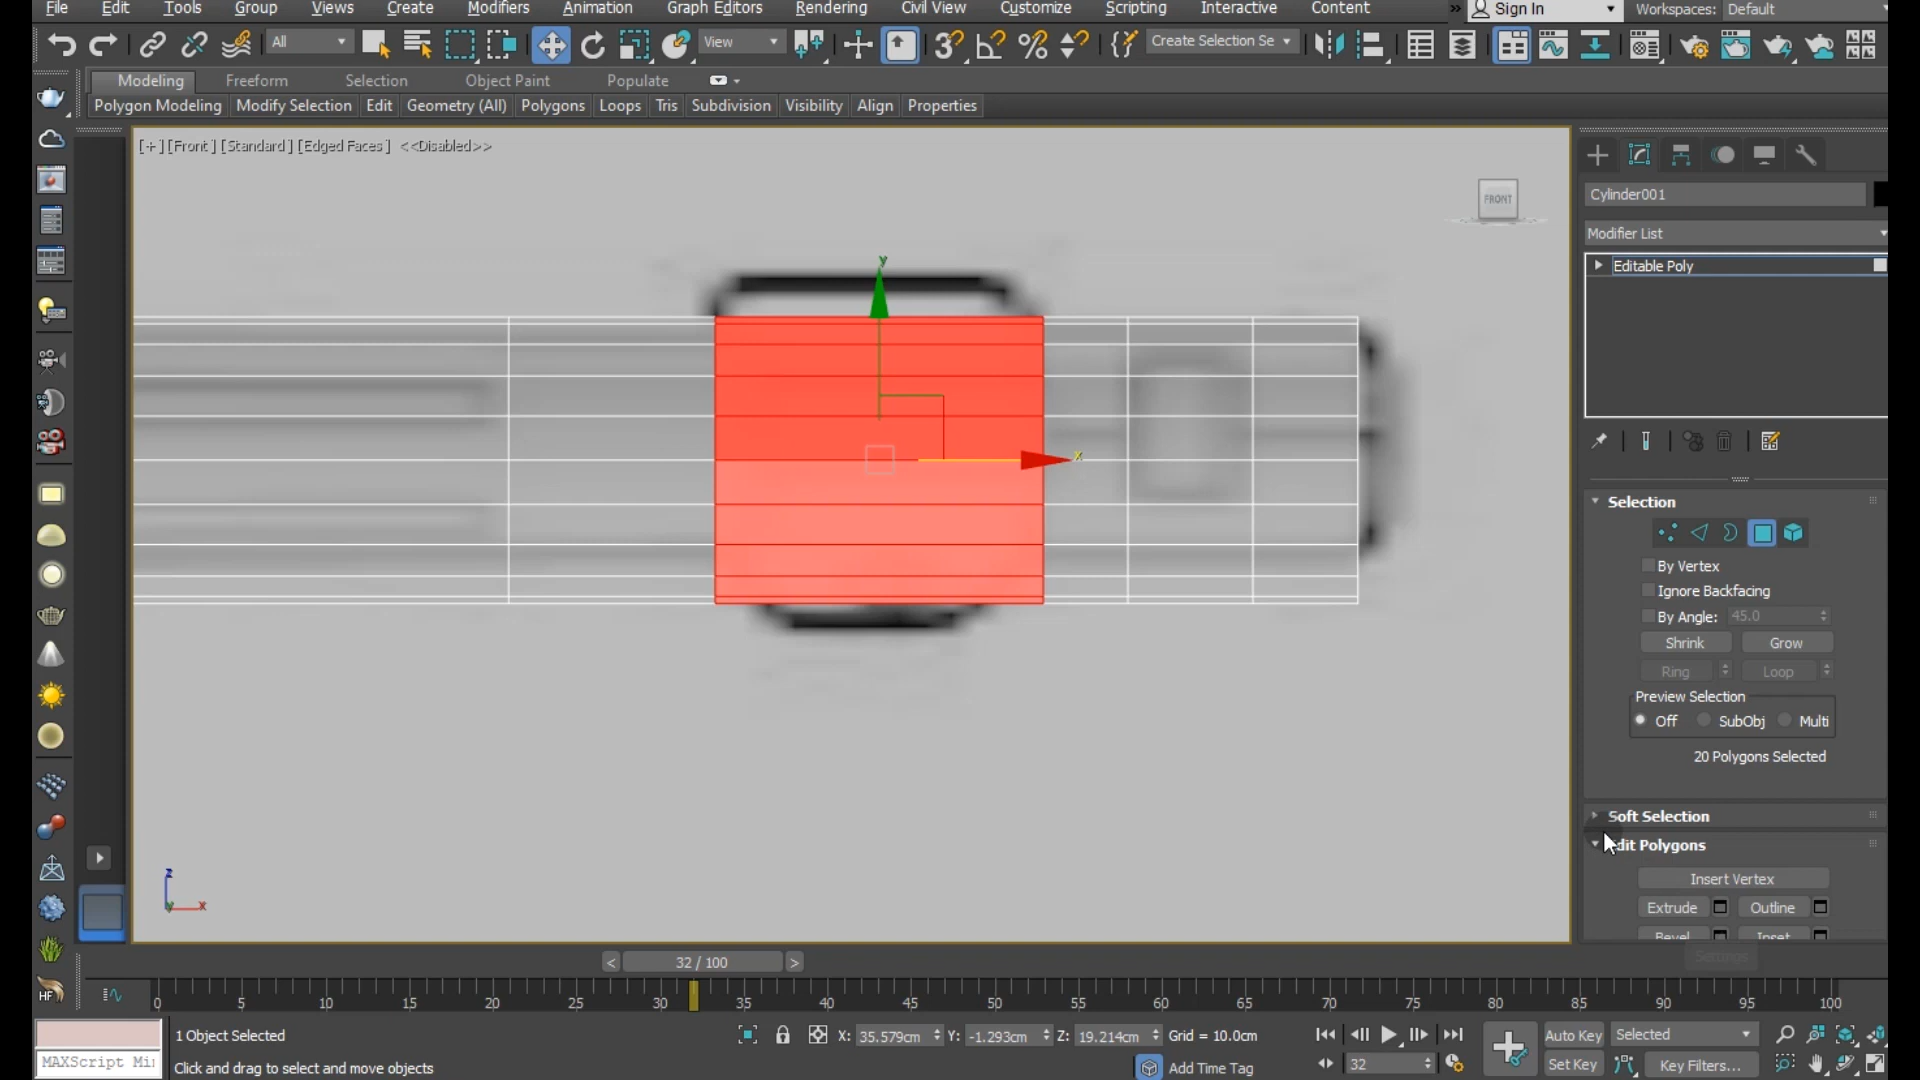 File Edit Tools Group Views Create Modifiers Animation Graph Editors Rendering Civil View Customize Scripting Interactive Content » Sign In Workspaces: Default
All View Create Selection Se
Modeling Freeform Selection Object Paint Populate
Polygon Modeling Modify Selection Edit Geometry (All) Polygons Loops Tris Subdivision Visibility Align Properties
[+][Front][Standard][Edged Faces] <<Disabled>>
FRONT
y
x
z
y x
Cylinder001
Modifier List
Editable Poly
Selection
By Vertex
Ignore Backfacing
By Angle: 45.0
Shrink Grow
Ring Loop
Preview Selection
Off SubObj Multi
20 Polygons Selected
Soft Selection
dit Polygons
Insert Vertex
Extrude Outline
Bevel Inset
Settings
< 32 / 100 >
0 5 10 15 20 25 30 35 40 45 50 55 60 65 70 75 80 85 90 95 100
HF
1 Object Selected X: 35.579cm Y: -1.293cm Z: 19.214cm Grid = 10.0cm Auto Key Selected
MAXScript Mi Click and drag to select and move objects Add Time Tag 32 Set Key Key Filters...